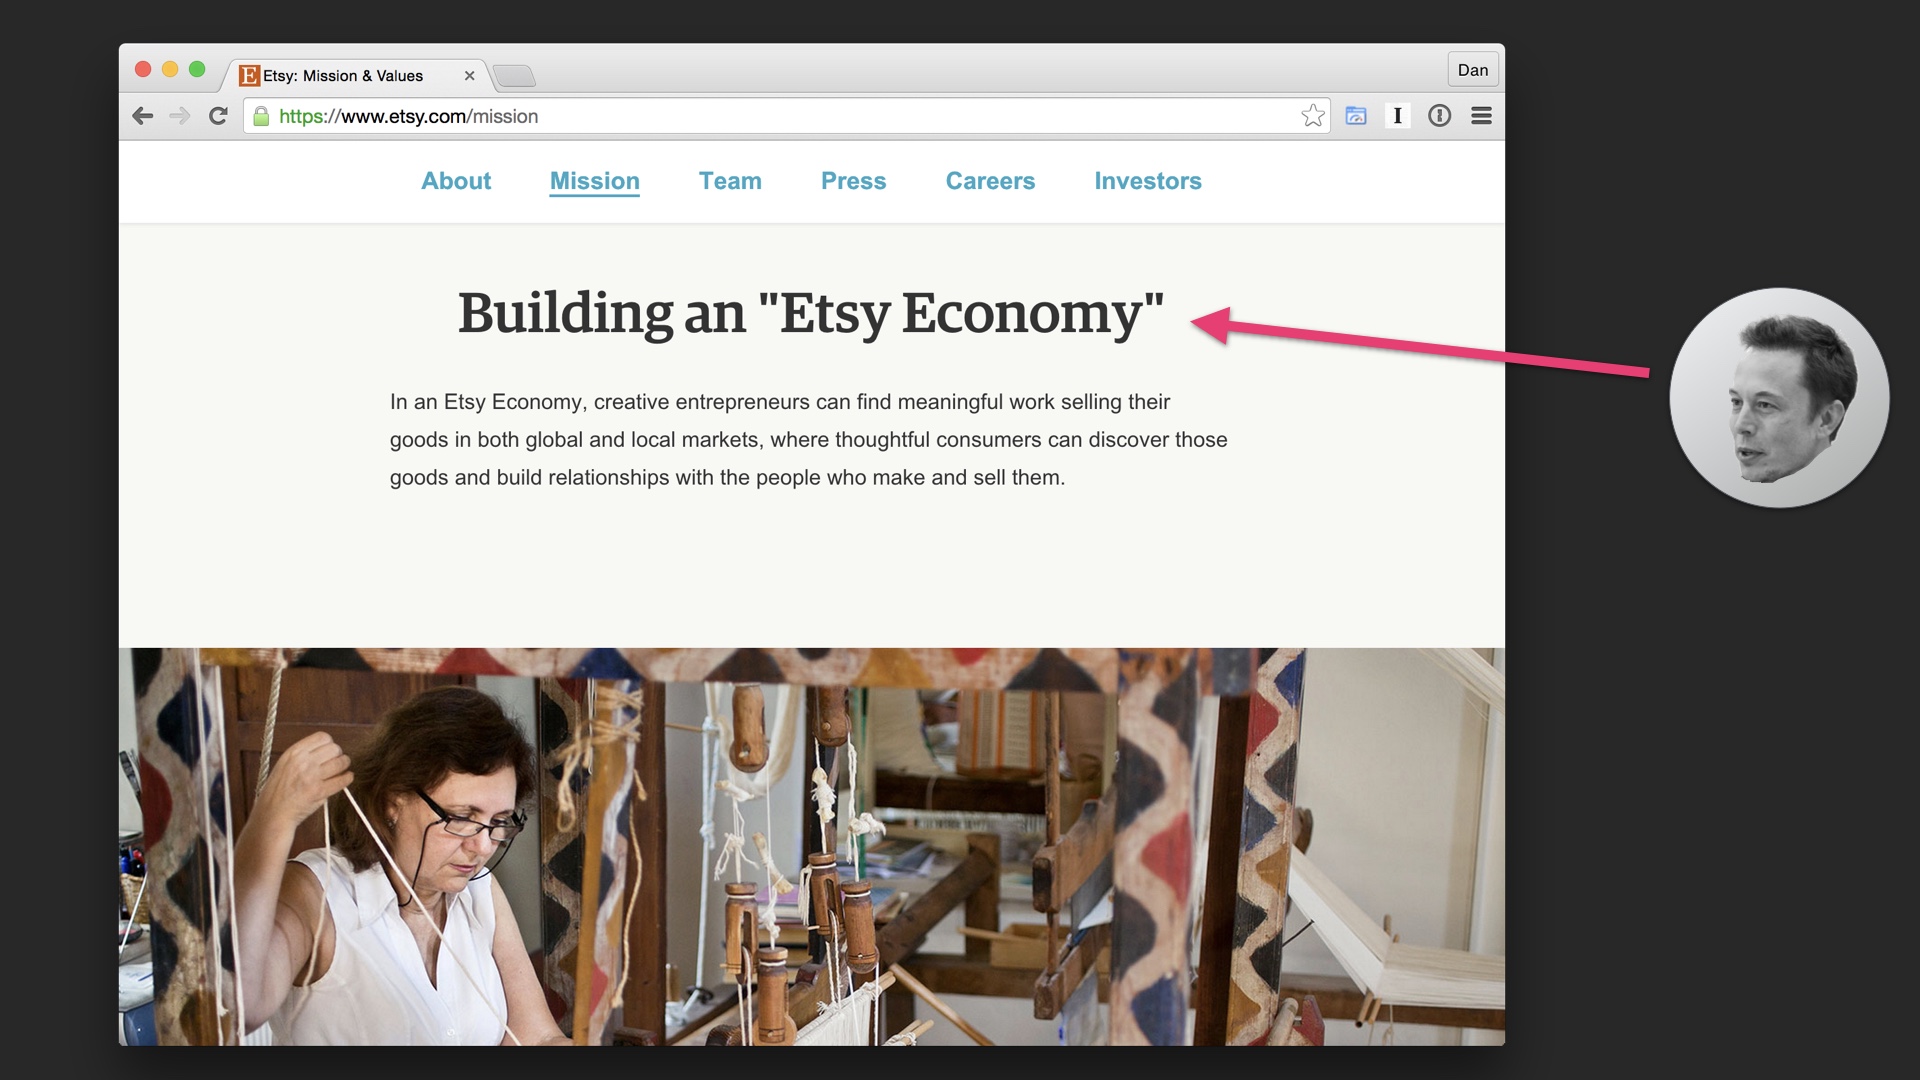 E Etsy: Mission & Values
Dan
https://www.etsy.com/mission
I
About Mission Team Press Careers Investors
Building an "Etsy Economy"
In an Etsy Economy, creative entrepreneurs can find meaningful work selling their
goods in both global and local markets, where thoughtful consumers can discover those
goods and build relationships with the people who make and sell them.